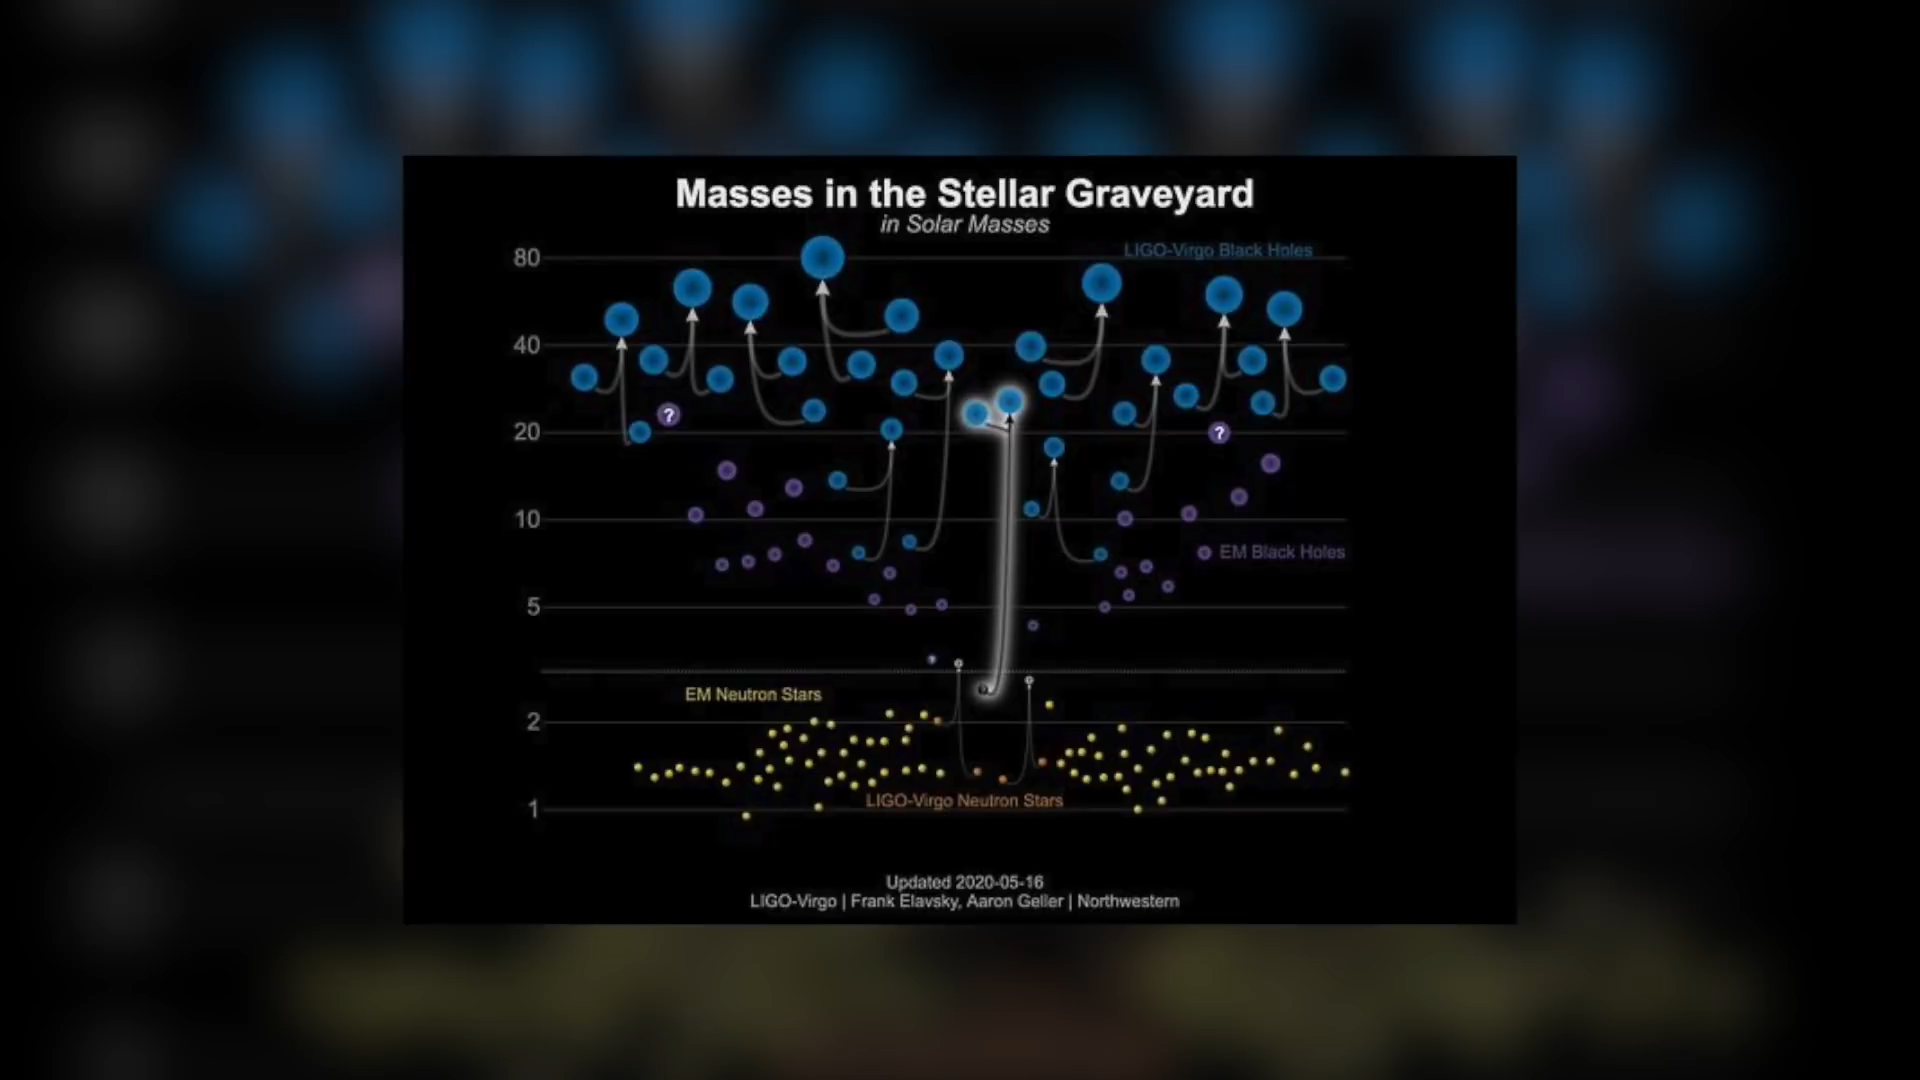 Masses in the Stellar Graveyard
in Solar Masses
LIGO-Virgo Black Holes
80
40
?
?
20
10
EM Black Holes
5
EM Neutron Stars
2
LIGO-Virgo Neutron Stars
1
Updated 2020-05-16
LIGO-Virgo | Frank Elavsky, Aaron Geller | Northwestern